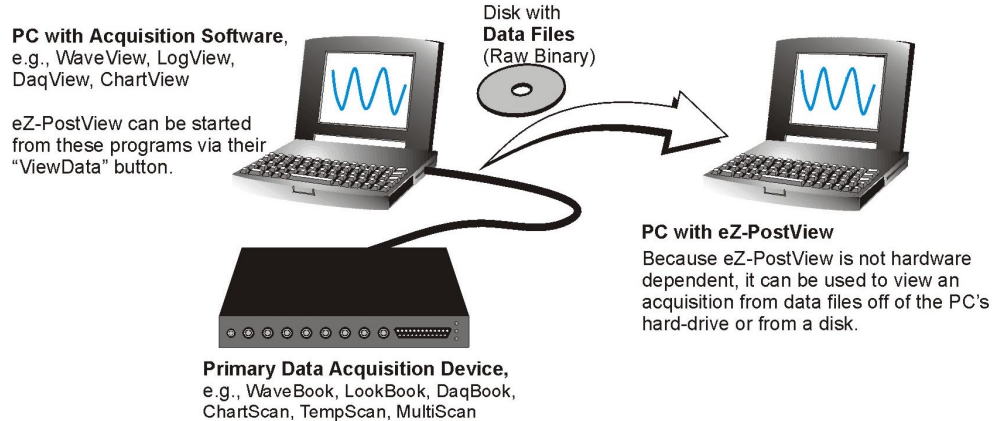 PC with Acquisition Software,
e.g., WaveView, LogView,
DaqView, ChartView
eZ-PostView can be started
from these programs via their
“ViewData” button.
Disk with
Data Files
(Raw Binary)
PC with eZ-PostView
Because eZ-PostView is not hardware
dependent, it can be used to view an
acquisition from data files off of the PC’s
hard-drive or from a disk.
Primary Data Acquisition Device,
e.g., WaveBook, LookBook, DaqBook,
ChartScan, TempScan, MultiScan